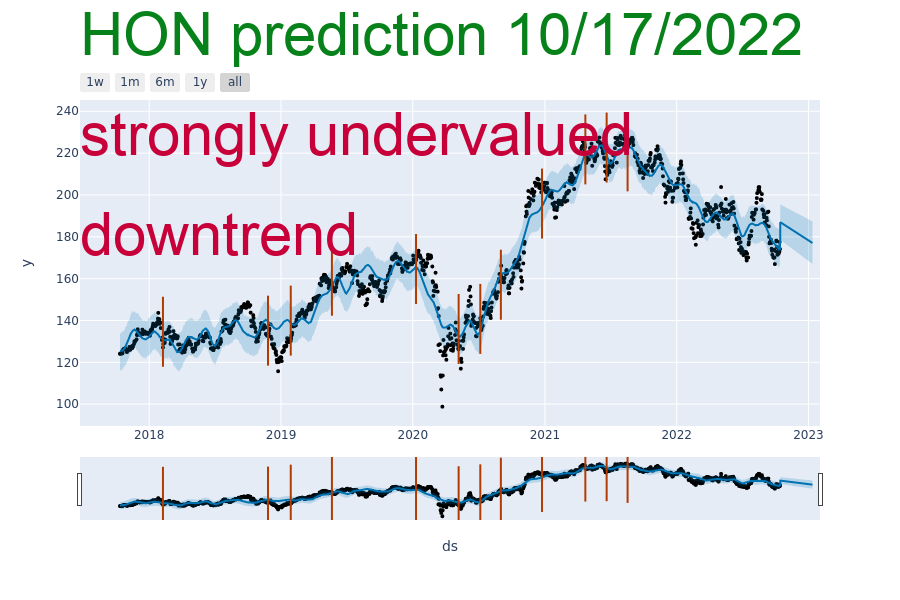 HON prediction 10/17/2022
1w 1m 6m 1y all
strongly undervalued
downtrend
240
220
200
180
160
140
120
100
y
2018 2019 2020 2021 2022 2023
ds